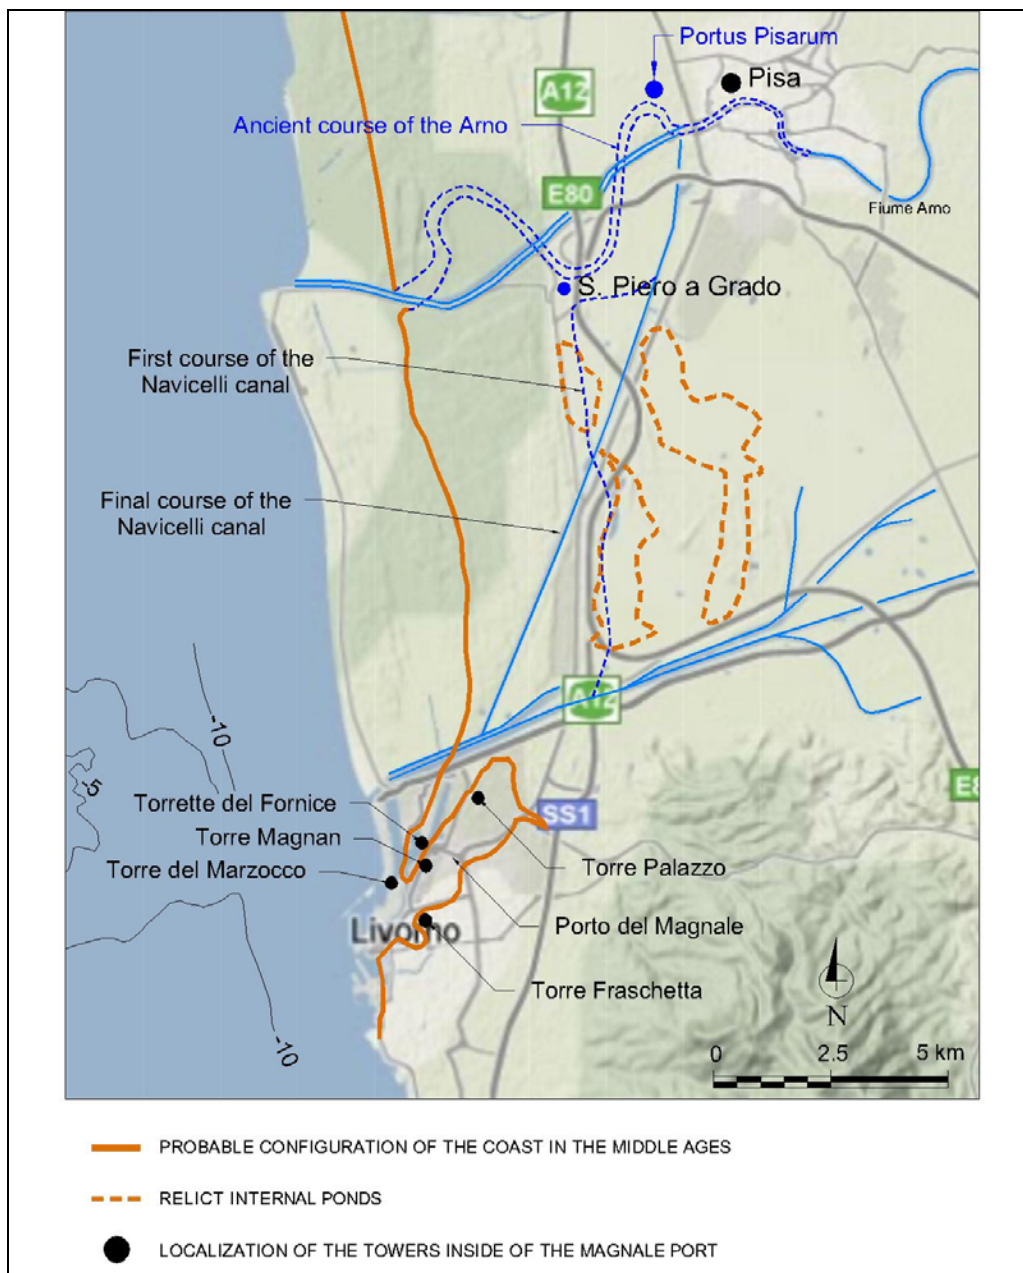 Portus Pisarum
Pisa
A12
Ancient course of the Arno
E80
Fiume Arno
S. Piero a Grado
First course of the
Navicelli canal
Final course of the
Navicelli canal
-10
-5
A12
E8
Torrette del Fornice
SS1
Torre Magnan
Torre del Marzocco
Torre Palazzo
Livorno
Porto del Magnale
Torre Fraschetta
-10
N
0 2.5 5 km
PROBABLE CONFIGURATION OF THE COAST IN THE MIDDLE AGES
RELICT INTERNAL PONDS
LOCALIZATION OF THE TOWERS INSIDE OF THE MAGNALE PORT